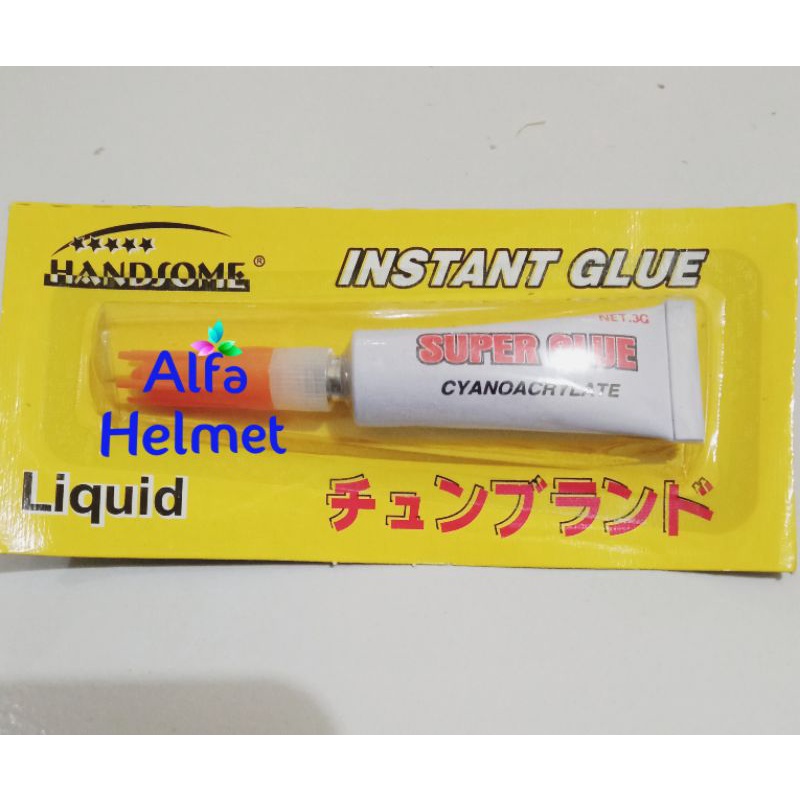 HANDSOME®
INSTANT GLUE
NET.3G
SUPER GLUE
CYANOACRYLATE
Alfa
Helmet
Liquid
チュンブランド